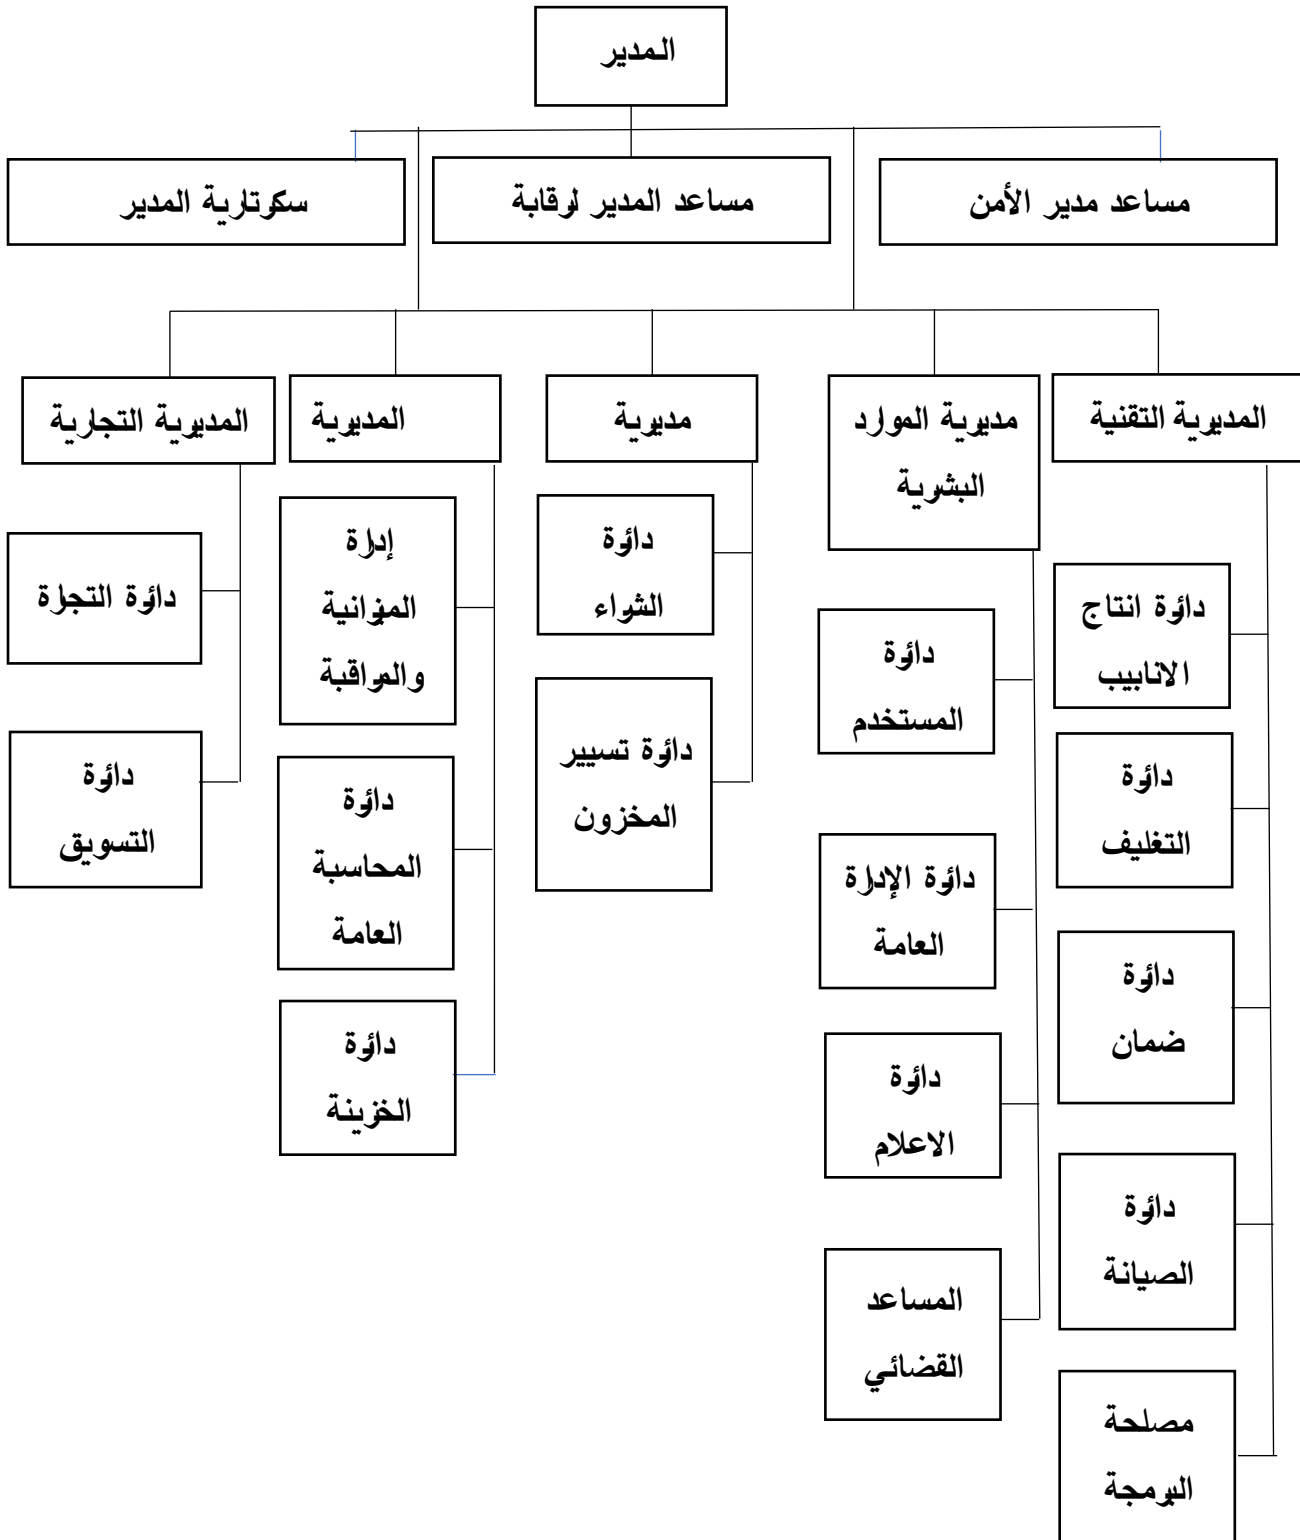 المدير
مساعد مدير الأمن
مساعد المدير لرقابة
سكرتارية المدير
المديرية التقنية
مديرية الموارد
البشرية
مديرية
المديرية
المديرية التجارية
دائرة انتاج
الانابيب
دائرة
التغليف
دائرة
ضمان
دائرة
الصيانة
مصلحة
البرمجة
دائرة
المستخدم
دائرة الإدارة
العامة
دائرة
الاعلام
المساعد
القضائي
دائرة
الشراء
دائرة تسيير
المخزون
إدارة
الميزانية
والمراقبة
دائرة
المحاسبة
العامة
دائرة
الخزينة
دائرة التجارة
دائرة
التسويق